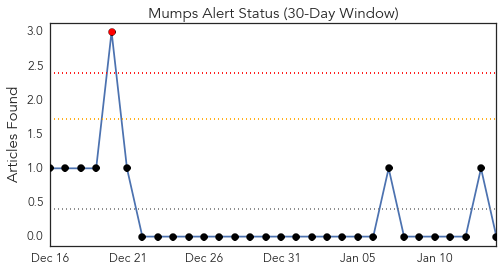 Mumps Alert Status (30-Day Window)
Articles Found
3.0
2.5
2.0
1.5
1.0
0.5
0.0
Dec 16 Dec 21 Dec 26 Dec 31 Jan 05 Jan 10